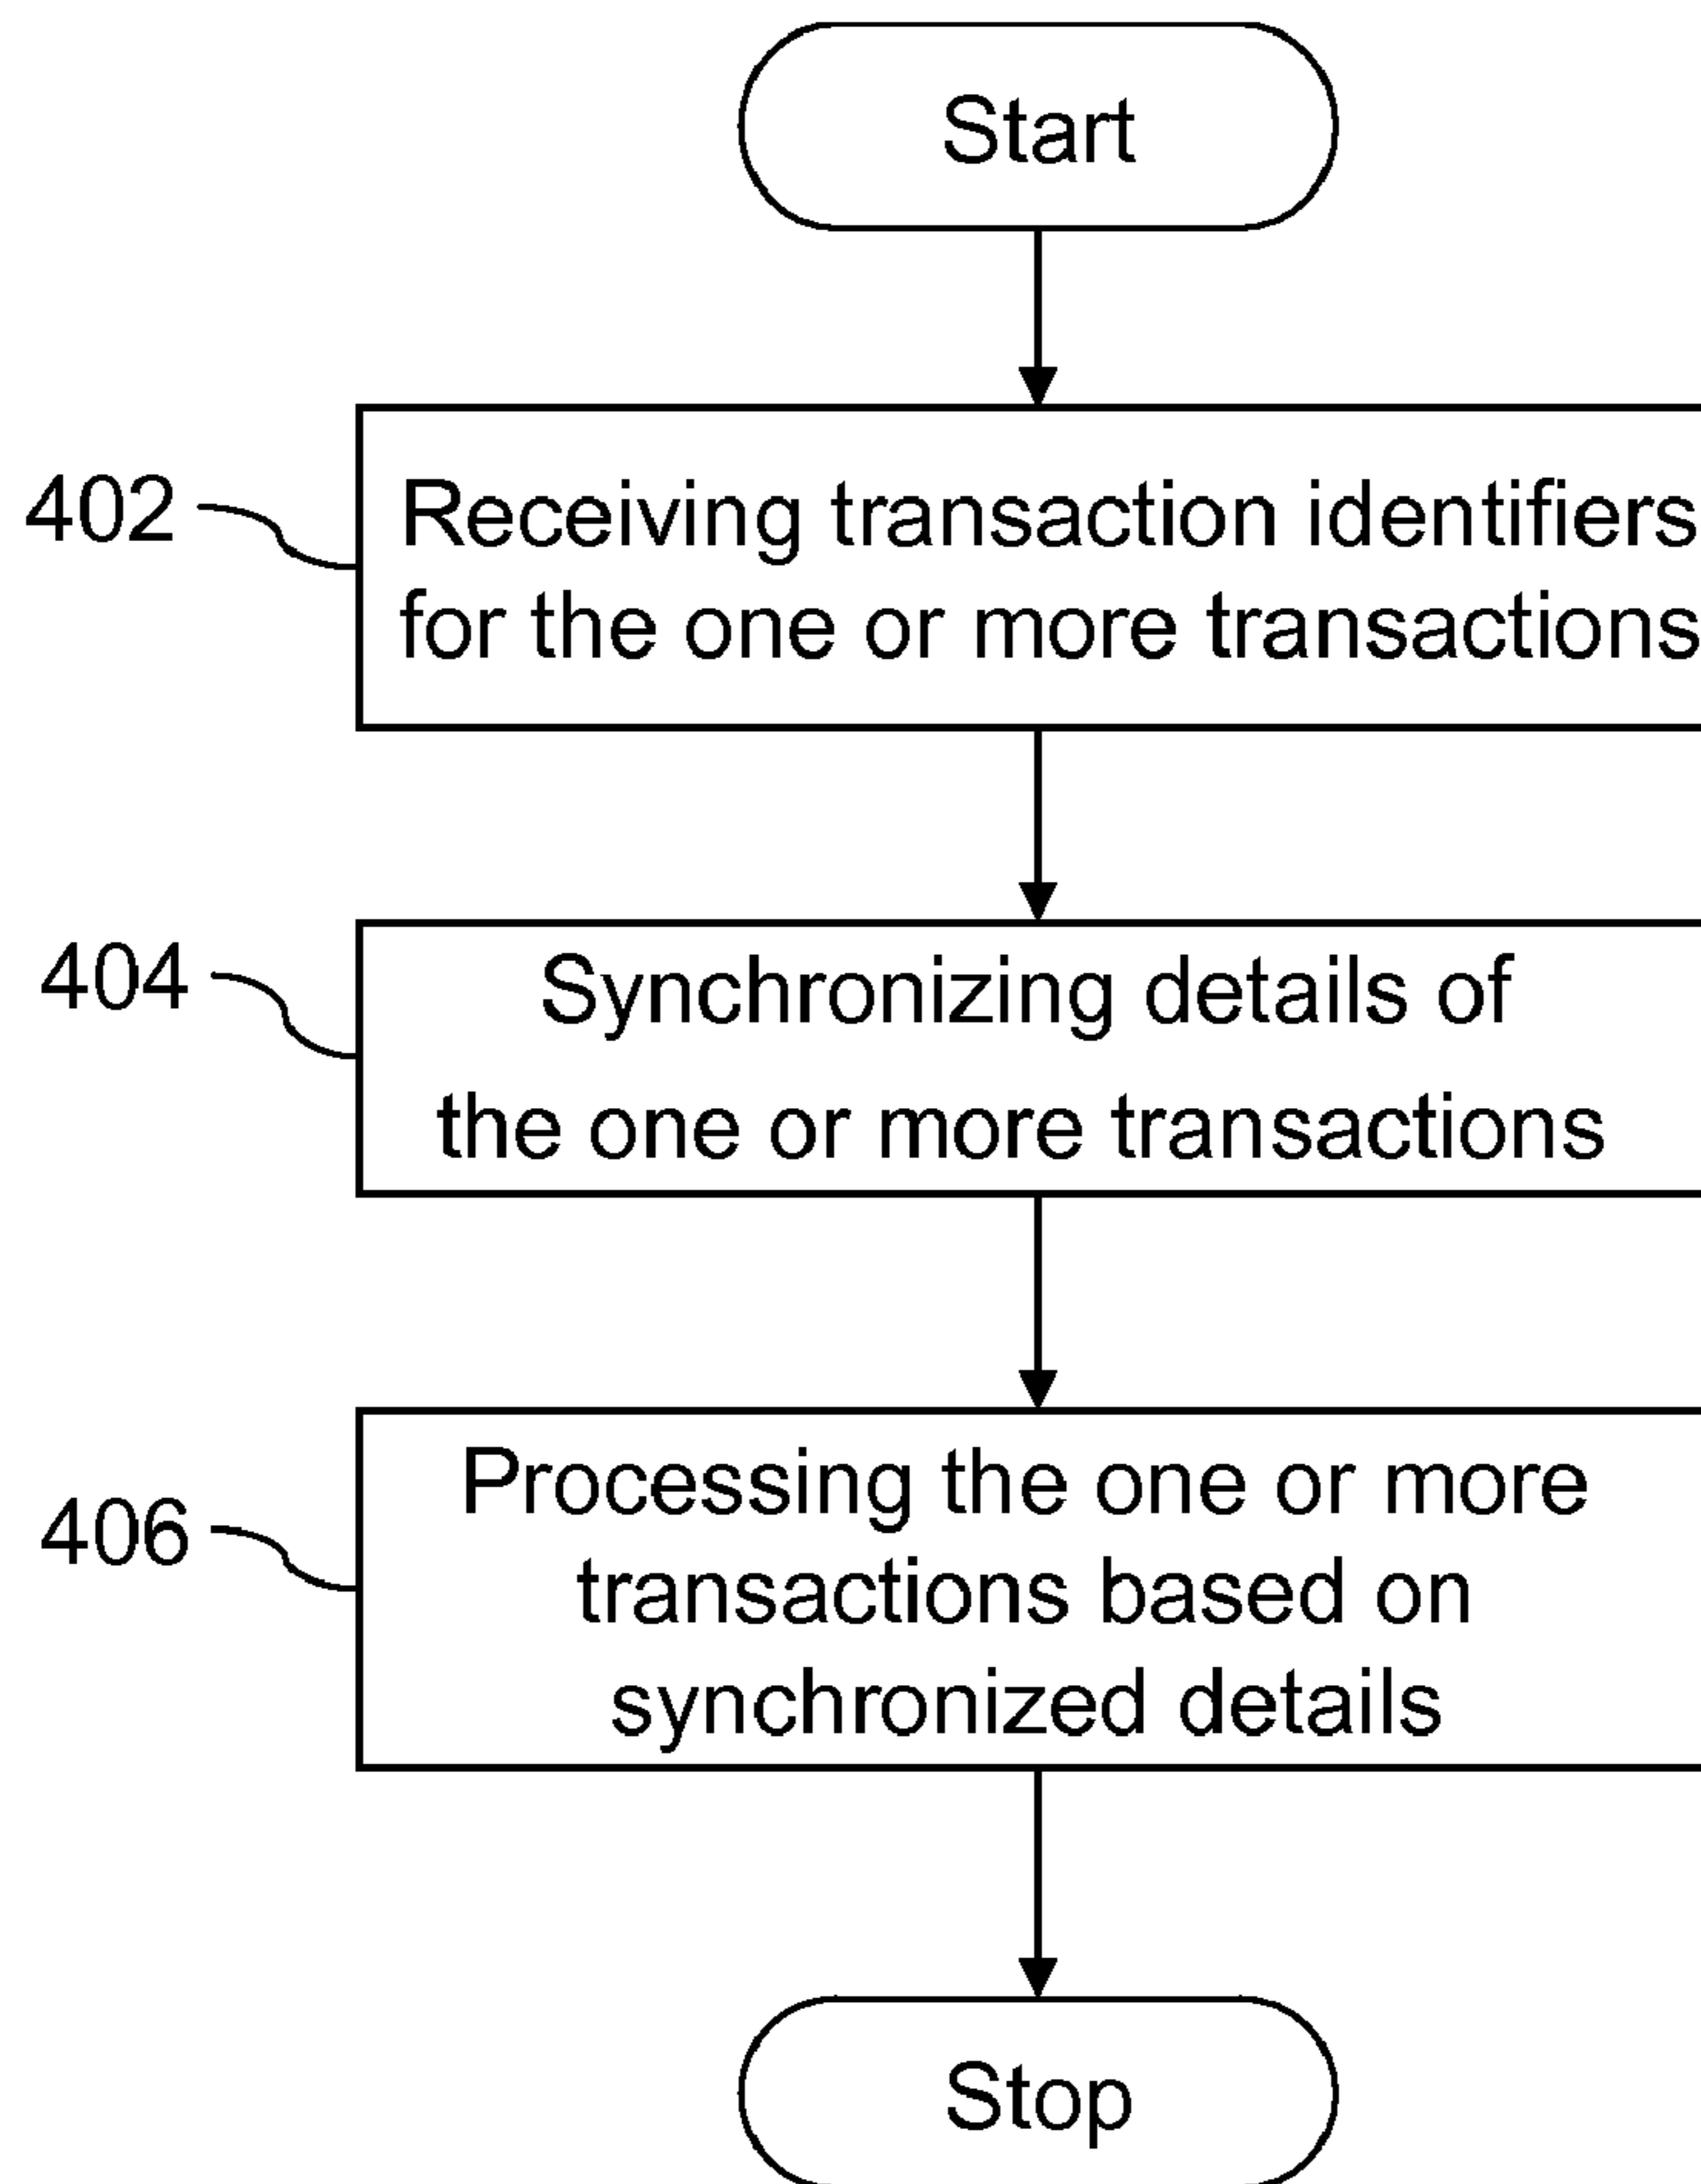 Start
402
Receiving transaction identifiers
for the one or more transactions
404
Synchronizing details of
the one or more transactions
406
Processing the one or more
transactions based on
synchronized details
Stop